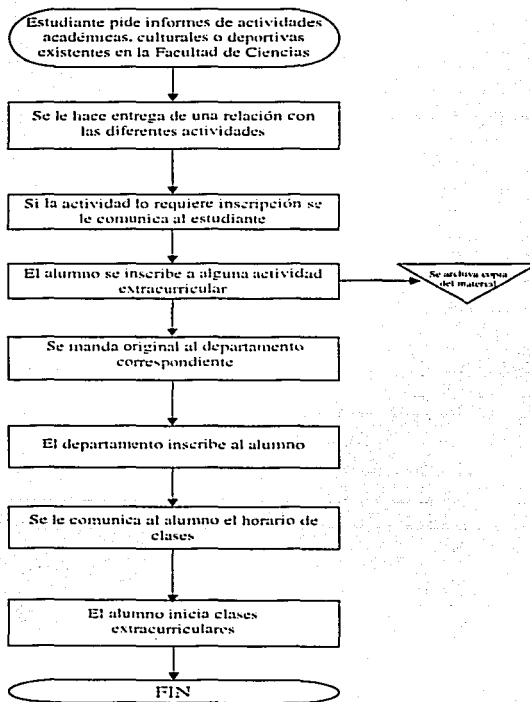 Estudiante pide informes de actividades
académicas, culturales o deportivas
existentes en la Facultad de Ciencias
Se le hace entrega de una relación con
las diferentes actividades
Si la actividad lo requiere inscripción se
le comunica al estudiante
El alumno se inscribe a alguna actividad
extracurricular
Se archiva copia
del material
Se manda original al departamento
correspondiente
El departamento inscribe al alumno
Se le comunica al alumno el horario de
clases
El alumno inicia clases
extracurriculares
FIN